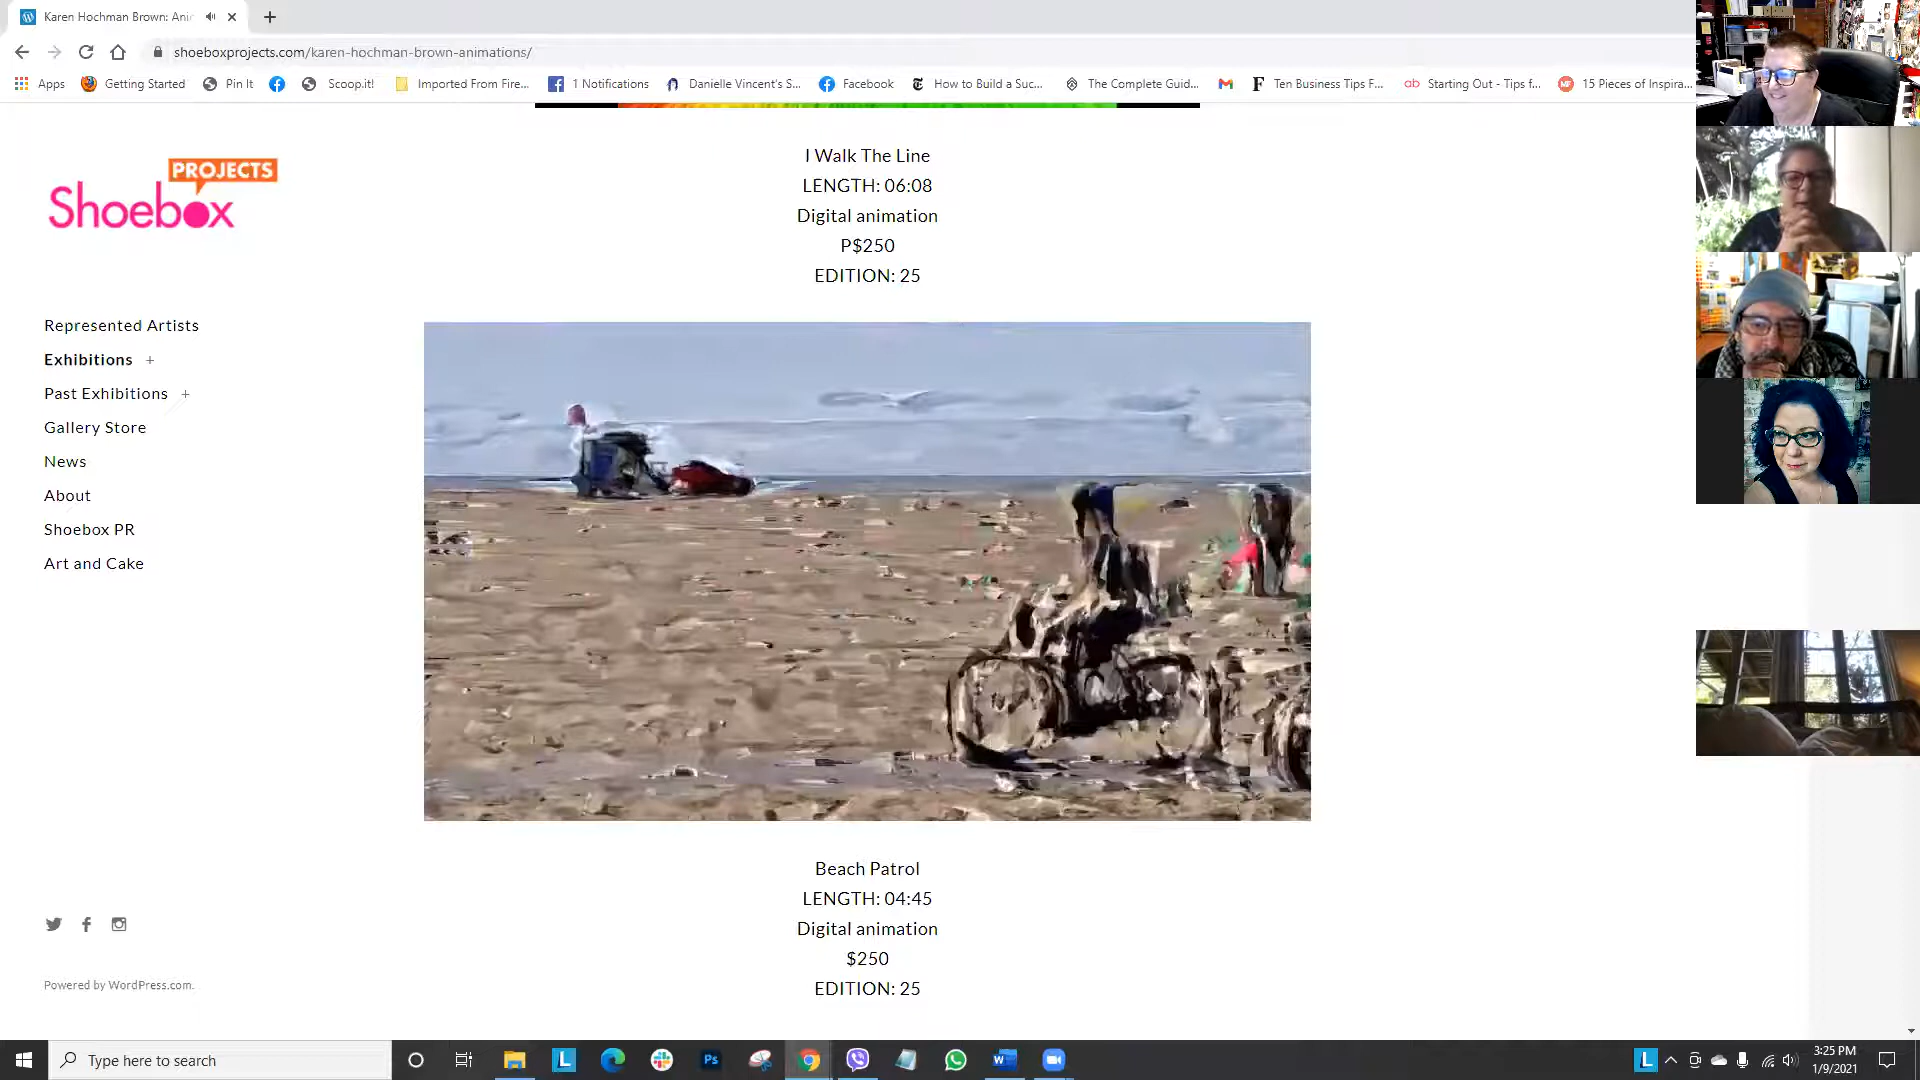 Karen Hochman Brown: Ani
shoeboxprojects.com/karen-hochman-brown-animations/
Apps
Getting Started
Pin It
Scoop.it!
Imported From Fire...
1 Notifications
Danielle Vincent's S...
Facebook
How to Build a Suc...
The Complete Guid...
Ten Business Tips F...
Starting Out - Tips f...
15 Pieces of Inspira...
PROJECTS
Shoebox
Represented Artists
Exhibitions +
Past Exhibitions +
Gallery Store
News
About
Shoebox PR
Art and Cake
Powered by WordPress.com.
I Walk The Line
LENGTH: 06:08
Digital animation
P$250
EDITION: 25
Beach Patrol
LENGTH: 04:45
Digital animation
$250
EDITION: 25
Type here to search
3:25 PM
1/9/2021